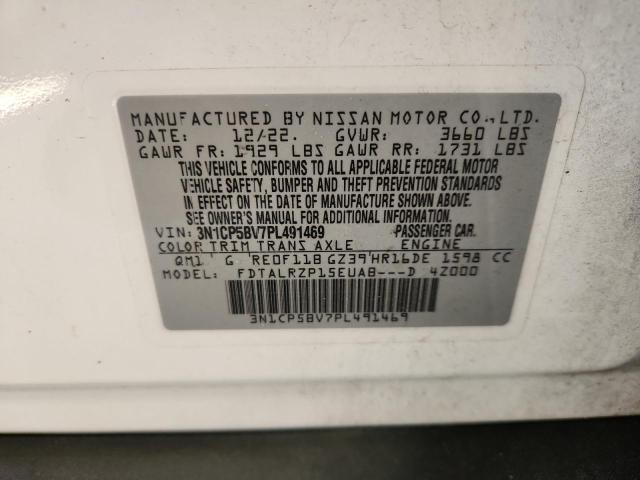 MANUFACTURED BY NISSAN MOTOR CO.,LTD.
DATE: 12/22. GVWR: 3660 LBS
GAWR FR: 1929 LBS GAWR RR: 1731 LBS
THIS VEHICLE CONFORMS TO ALL APPLICABLE FEDERAL MOTOR
VEHICLE SAFETY, BUMPER AND THEFT PREVENTION STANDARDS
IN EFFECT ON THE DATE OF MANUFACTURE SHOWN ABOVE.
SEE OWNER'S MANUAL FOR ADDITIONAL INFORMATION.
VIN: 3N1CP5BV7PL491469 PASSENGER CAR.
COLOR TRIM TRANS AXLE ENGINE
QM1 G RE0F11B GZ39 HR16DE 1598 CC
FDTALRZP15EUAB---D 4Z000
3N1CP5BV7PL491469